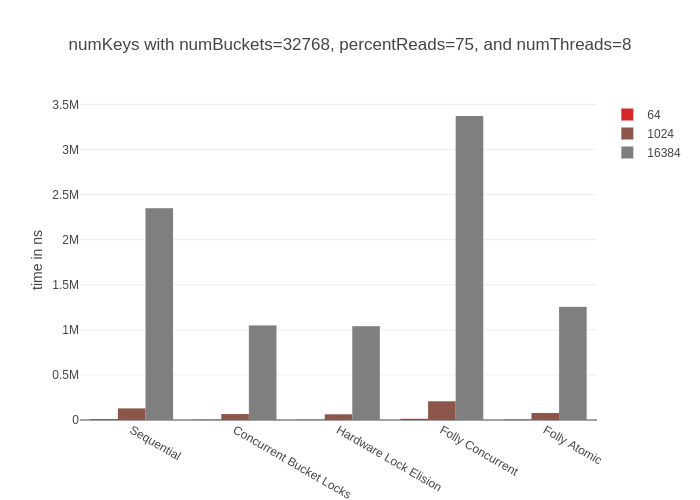 numKeys with numBuckets=32768, percentReads=75, and numThreads=8
3.5M
3M
2.5M
2M
1.5M
1M
0.5M
0
time in ns
Sequential
Concurrent Bucket Locks
Hardware Lock Elision
Folly Concurrent
Folly Atomic
64
1024
16384